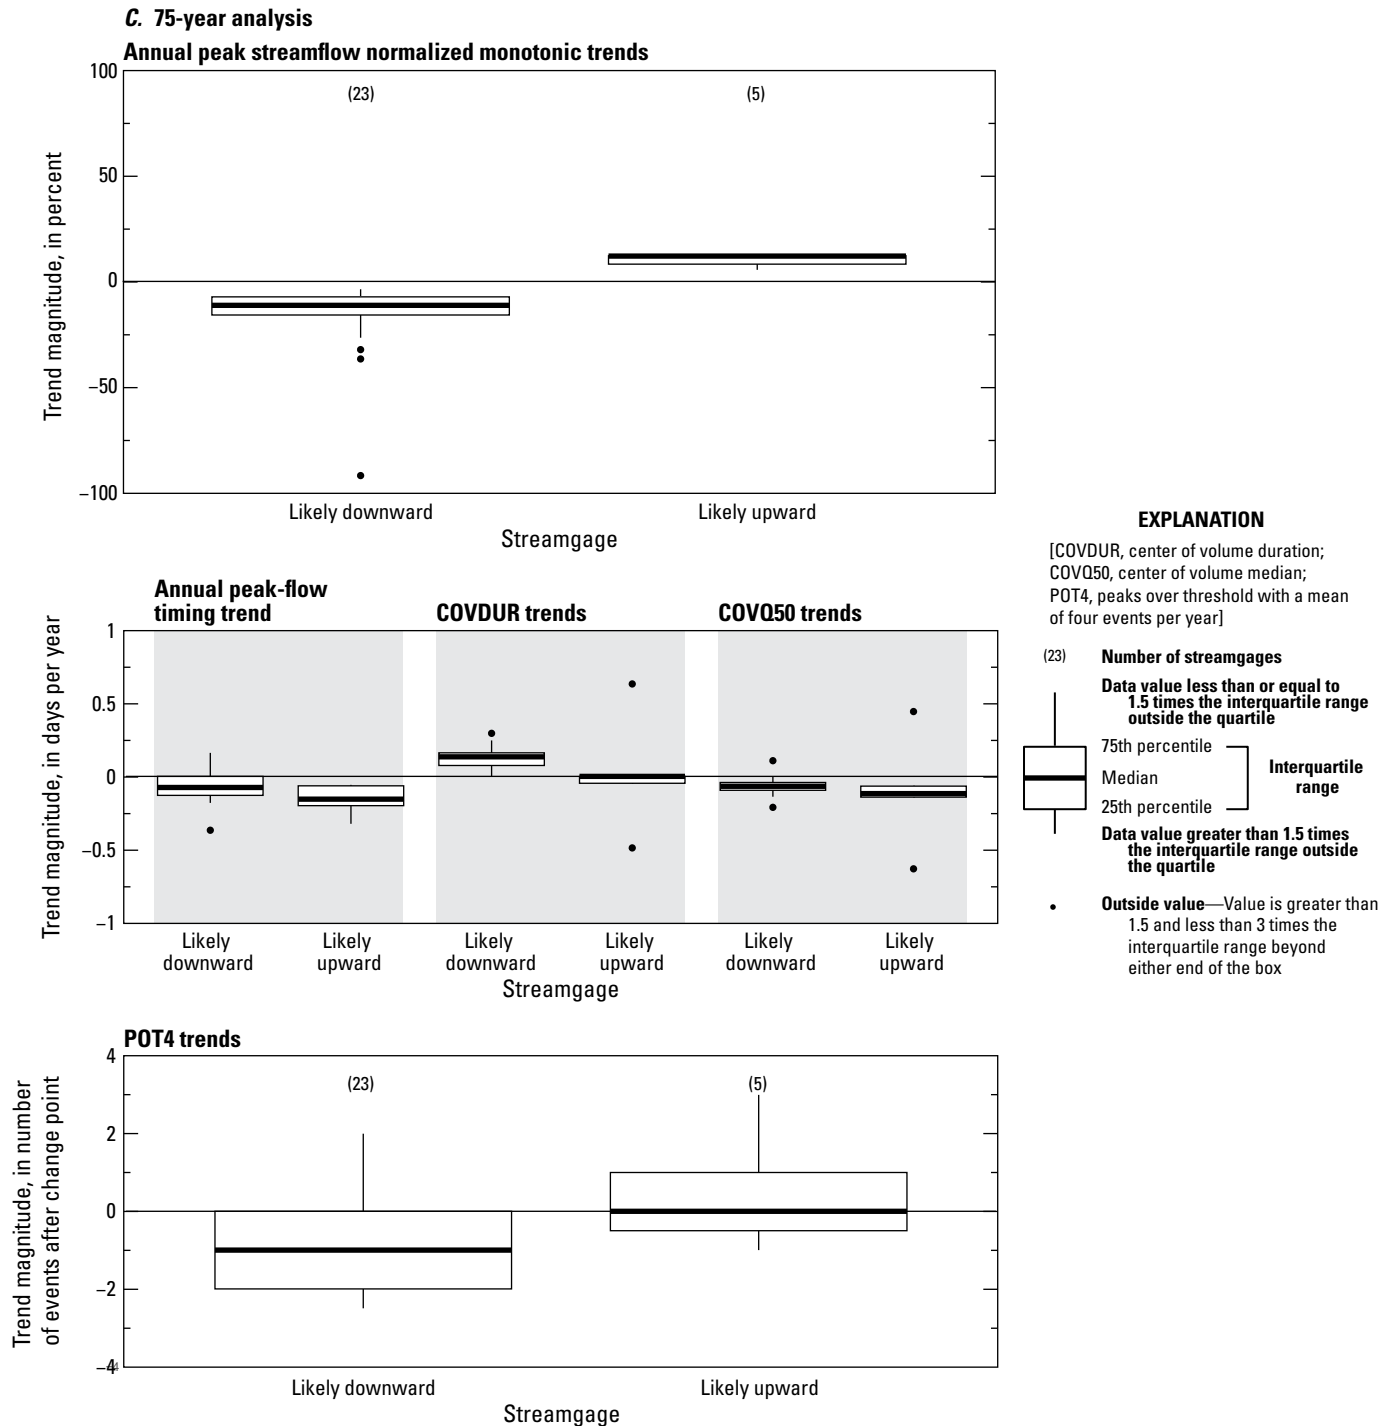 C. 75-year analysis
Annual peak streamflow normalized monotonic trends
Trend magnitude, in percent
100
50
0
−50
−100
(23)
(5)
Likely downward
Likely upward
Streamgage
Annual peak-flow
timing trend
COVDUR trends
COVQ50 trends
Trend magnitude, in days per year
1
0.5
0
−0.5
−1
Likely
downward
Likely
upward
Likely
downward
Likely
upward
Likely
downward
Likely
upward
Streamgage
POT4 trends
Trend magnitude, in number
of events after change point
4
2
0
−2
−4
(23)
(5)
Likely downward
Likely upward
Streamgage
EXPLANATION
[COVDUR, center of volume duration;
COVQ50, center of volume median;
POT4, peaks over threshold with a mean
of four events per year]
(23) Number of streamgages
Data value less than or equal to
1.5 times the interquartile range
outside the quartile
75th percentile
Median
25th percentile
Interquartile
range
Data value greater than 1.5 times
the interquartile range outside
the quartile
Outside value—Value is greater than
1.5 and less than 3 times the
interquartile range beyond
either end of the box